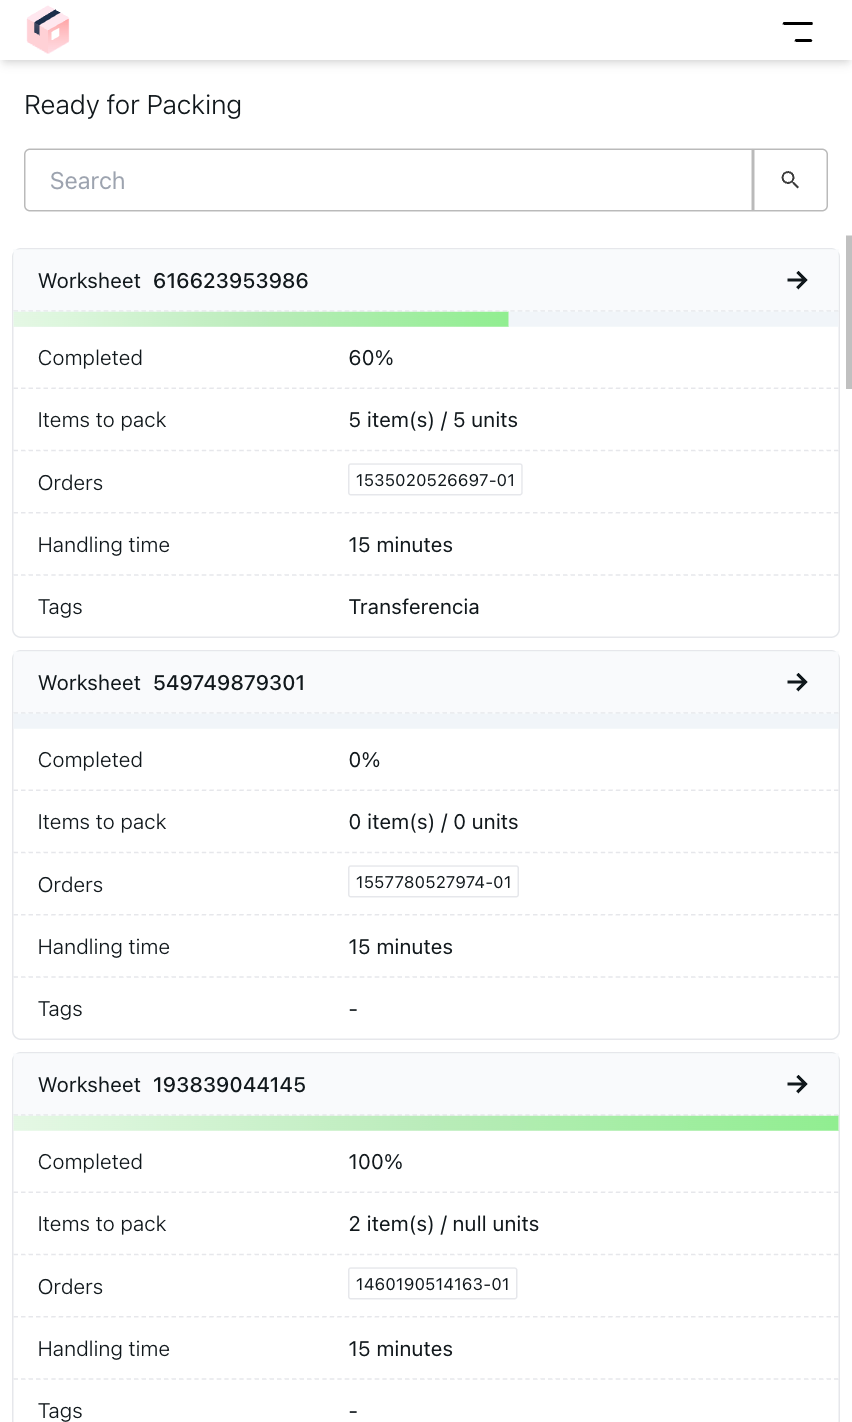 Ready for Packing
Search
Worksheet 616623953986
Completed 60%
Items to pack 5 item(s) / 5 units
Orders 1535020526697-01
Handling time 15 minutes
Tags Transferencia
Worksheet 549749879301
Completed 0%
Items to pack 0 item(s) / 0 units
Orders 1557780527974-01
Handling time 15 minutes
Tags -
Worksheet 193839044145
Completed 100%
Items to pack 2 item(s) / null units
Orders 1460190514163-01
Handling time 15 minutes
Tags -